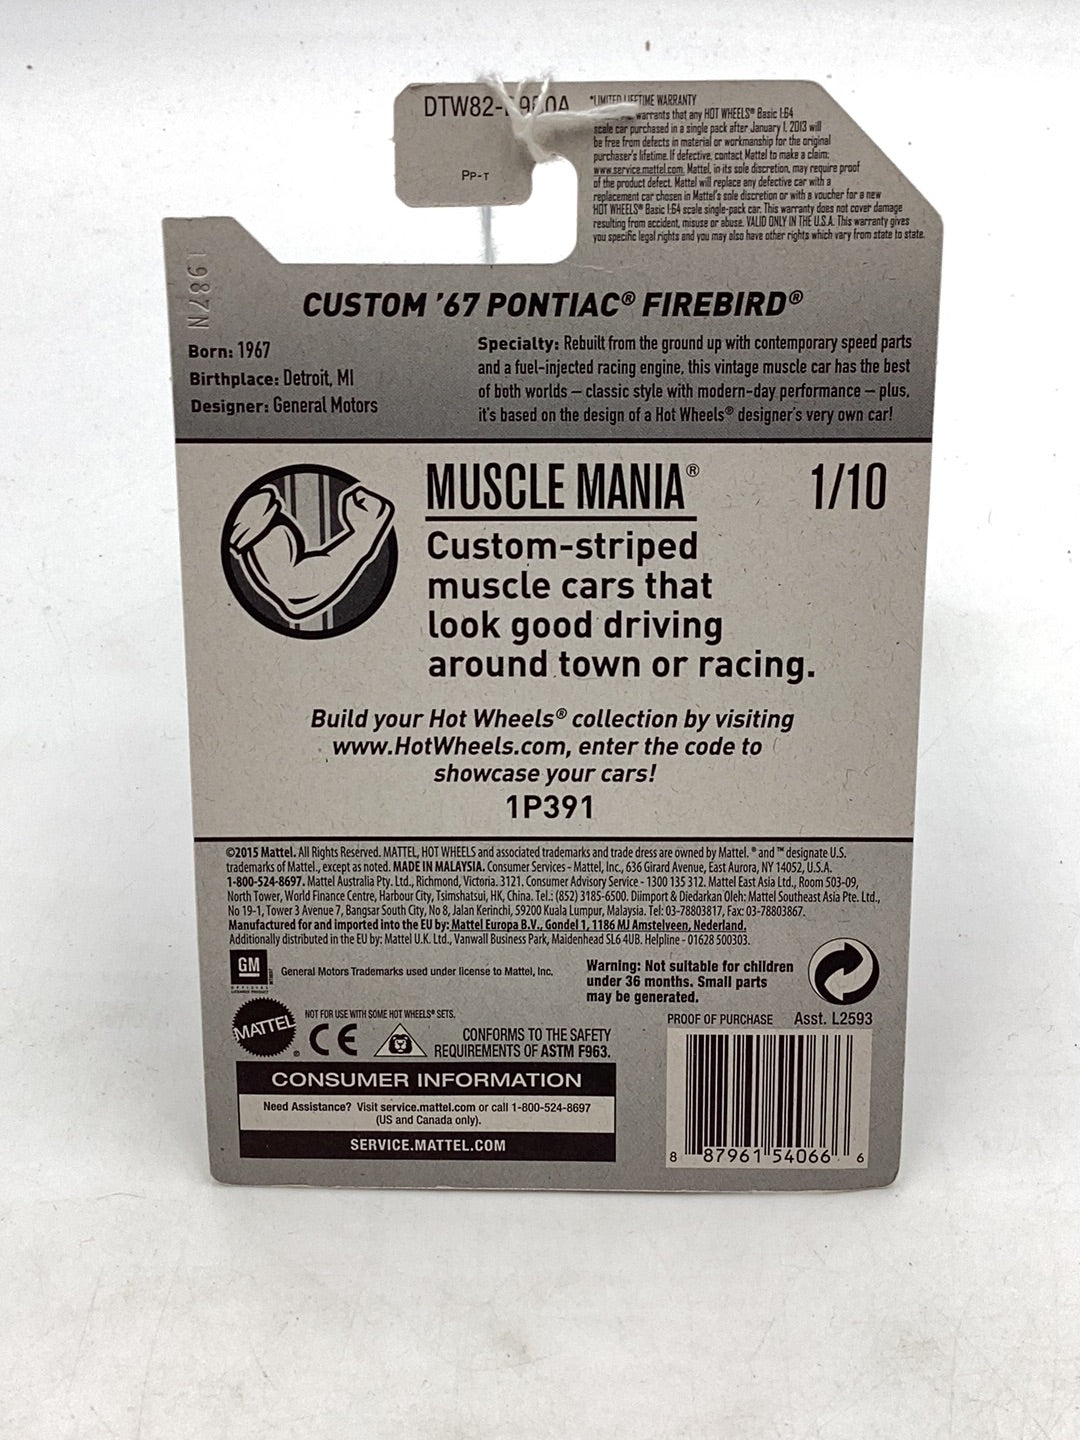 DTW82-
Pp-T
*LIMITED LIFETIME WARRANTY
warrants that any HOT WHEELS® Basic 1:64
scale car purchased in a single pack after January 1, 2013 will
be free from defects in material or workmanship for the original
purchaser's lifetime. If defective, contact Mattel to make a claim:
www.service.mattel.com. Mattel, in its sole discretion, may require proof
of the product defect. Mattel will replace any defective car with a
replacement car chosen in Mattel's sole discretion or with a voucher for a new
HOT WHEELS® Basic 1:64 scale single-pack car. This warranty does not cover damage
resulting from accident, misuse or abuse. VALID ONLY IN THE U.S.A. This warranty gives
you specific legal rights and you may also have other rights which vary from state to state.
1987N
CUSTOM '67 PONTIAC® FIREBIRD®
Born: 1967
Birthplace: Detroit, MI
Designer: General Motors
Specialty: Rebuilt from the ground up with contemporary speed parts
and a fuel-injected racing engine, this vintage muscle car has the best
of both worlds – classic style with modern-day performance – plus,
it's based on the design of a Hot Wheels® designer's very own car!
MUSCLE MANIA®
1/10
Custom-striped
muscle cars that
look good driving
around town or racing.
Build your Hot Wheels® collection by visiting
www.HotWheels.com, enter the code to
showcase your cars!
1P391
©2015 Mattel. All Rights Reserved. MATTEL, HOT WHEELS and associated trademarks and trade dress are owned by Mattel. ® and ™ designate U.S.
trademarks of Mattel, except as noted. MADE IN MALAYSIA. Consumer Services - Mattel, Inc., 636 Girard Avenue, East Aurora, NY 14052, U.S.A.
1-800-524-8697. Mattel Australia Pty. Ltd., Richmond, Victoria. 3121. Consumer Advisory Service - 1300 135 312. Mattel East Asia Ltd., Room 503-09,
North Tower, World Finance Centre, Harbour City, Tsimshatsui, HK, China. Tel.: (852) 3185-6500. Diimport & Diedarkan Oleh: Mattel Southeast Asia Pte. Ltd.,
No 19-1, Tower 3 Avenue 7, Bangsar South City, No 8, Jalan Kerinchi, 59200 Kuala Lumpur, Malaysia. Tel: 03-78803817, Fax: 03-78803867.
Manufactured for and imported into the EU by: Mattel Europa B.V., Gondel 1, 1186 MJ Amstelveen, Nederland.
Additionally distributed in the EU by: Mattel U.K. Ltd., Vanwall Business Park, Maidenhead SL6 4UB. Helpline - 01628 500303.
GM
OFFICIAL
LICENSED PRODUCT
General Motors Trademarks used under license to Mattel, Inc.
Warning: Not suitable for children
under 36 months. Small parts
may be generated.
MATTEL®
NOT FOR USE WITH SOME HOT WHEELS® SETS.
CE
CONFORMS TO THE SAFETY
REQUIREMENTS OF ASTM F963.
PROOF OF PURCHASE
Asst. L2593
CONSUMER INFORMATION
Need Assistance? Visit service.mattel.com or call 1-800-524-8697
(US and Canada only).
SERVICE.MATTEL.COM
8 87961 54066 6